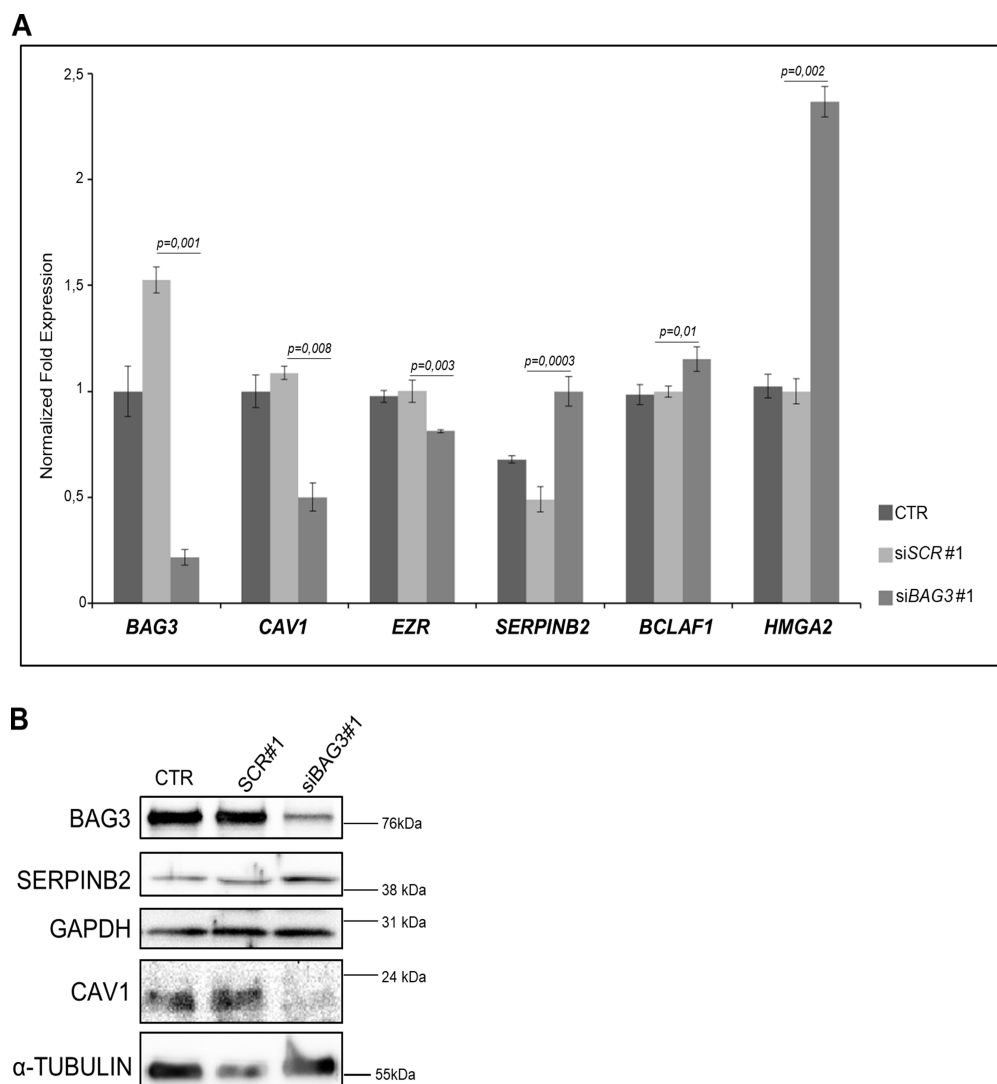 A
2,5
2
1,5
1
0,5
0
Normalized Fold Expression
p=0,001
p=0,008
p=0,003
p=0,0003
p=0,01
p=0,002
BAG3
CAV1
EZR
SERPINB2
BCLAF1
HMGA2
CTR
siSCR #1
siBAG3 #1
B
CTR
SCR#1
siBAG3#1
BAG3
76kDa
SERPINB2
38 kDa
GAPDH
31 kDa
CAV1
24 kDa
α-TUBULIN
55kDa